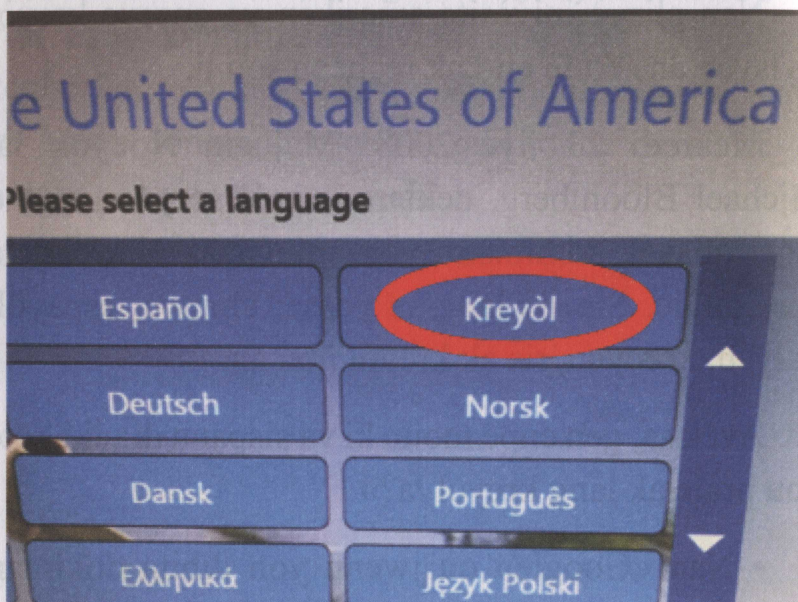 e United States of America
Please select a language
Español
Kreyòl
Deutsch
Norsk
Dansk
Português
Ελληνικά
Język Polski